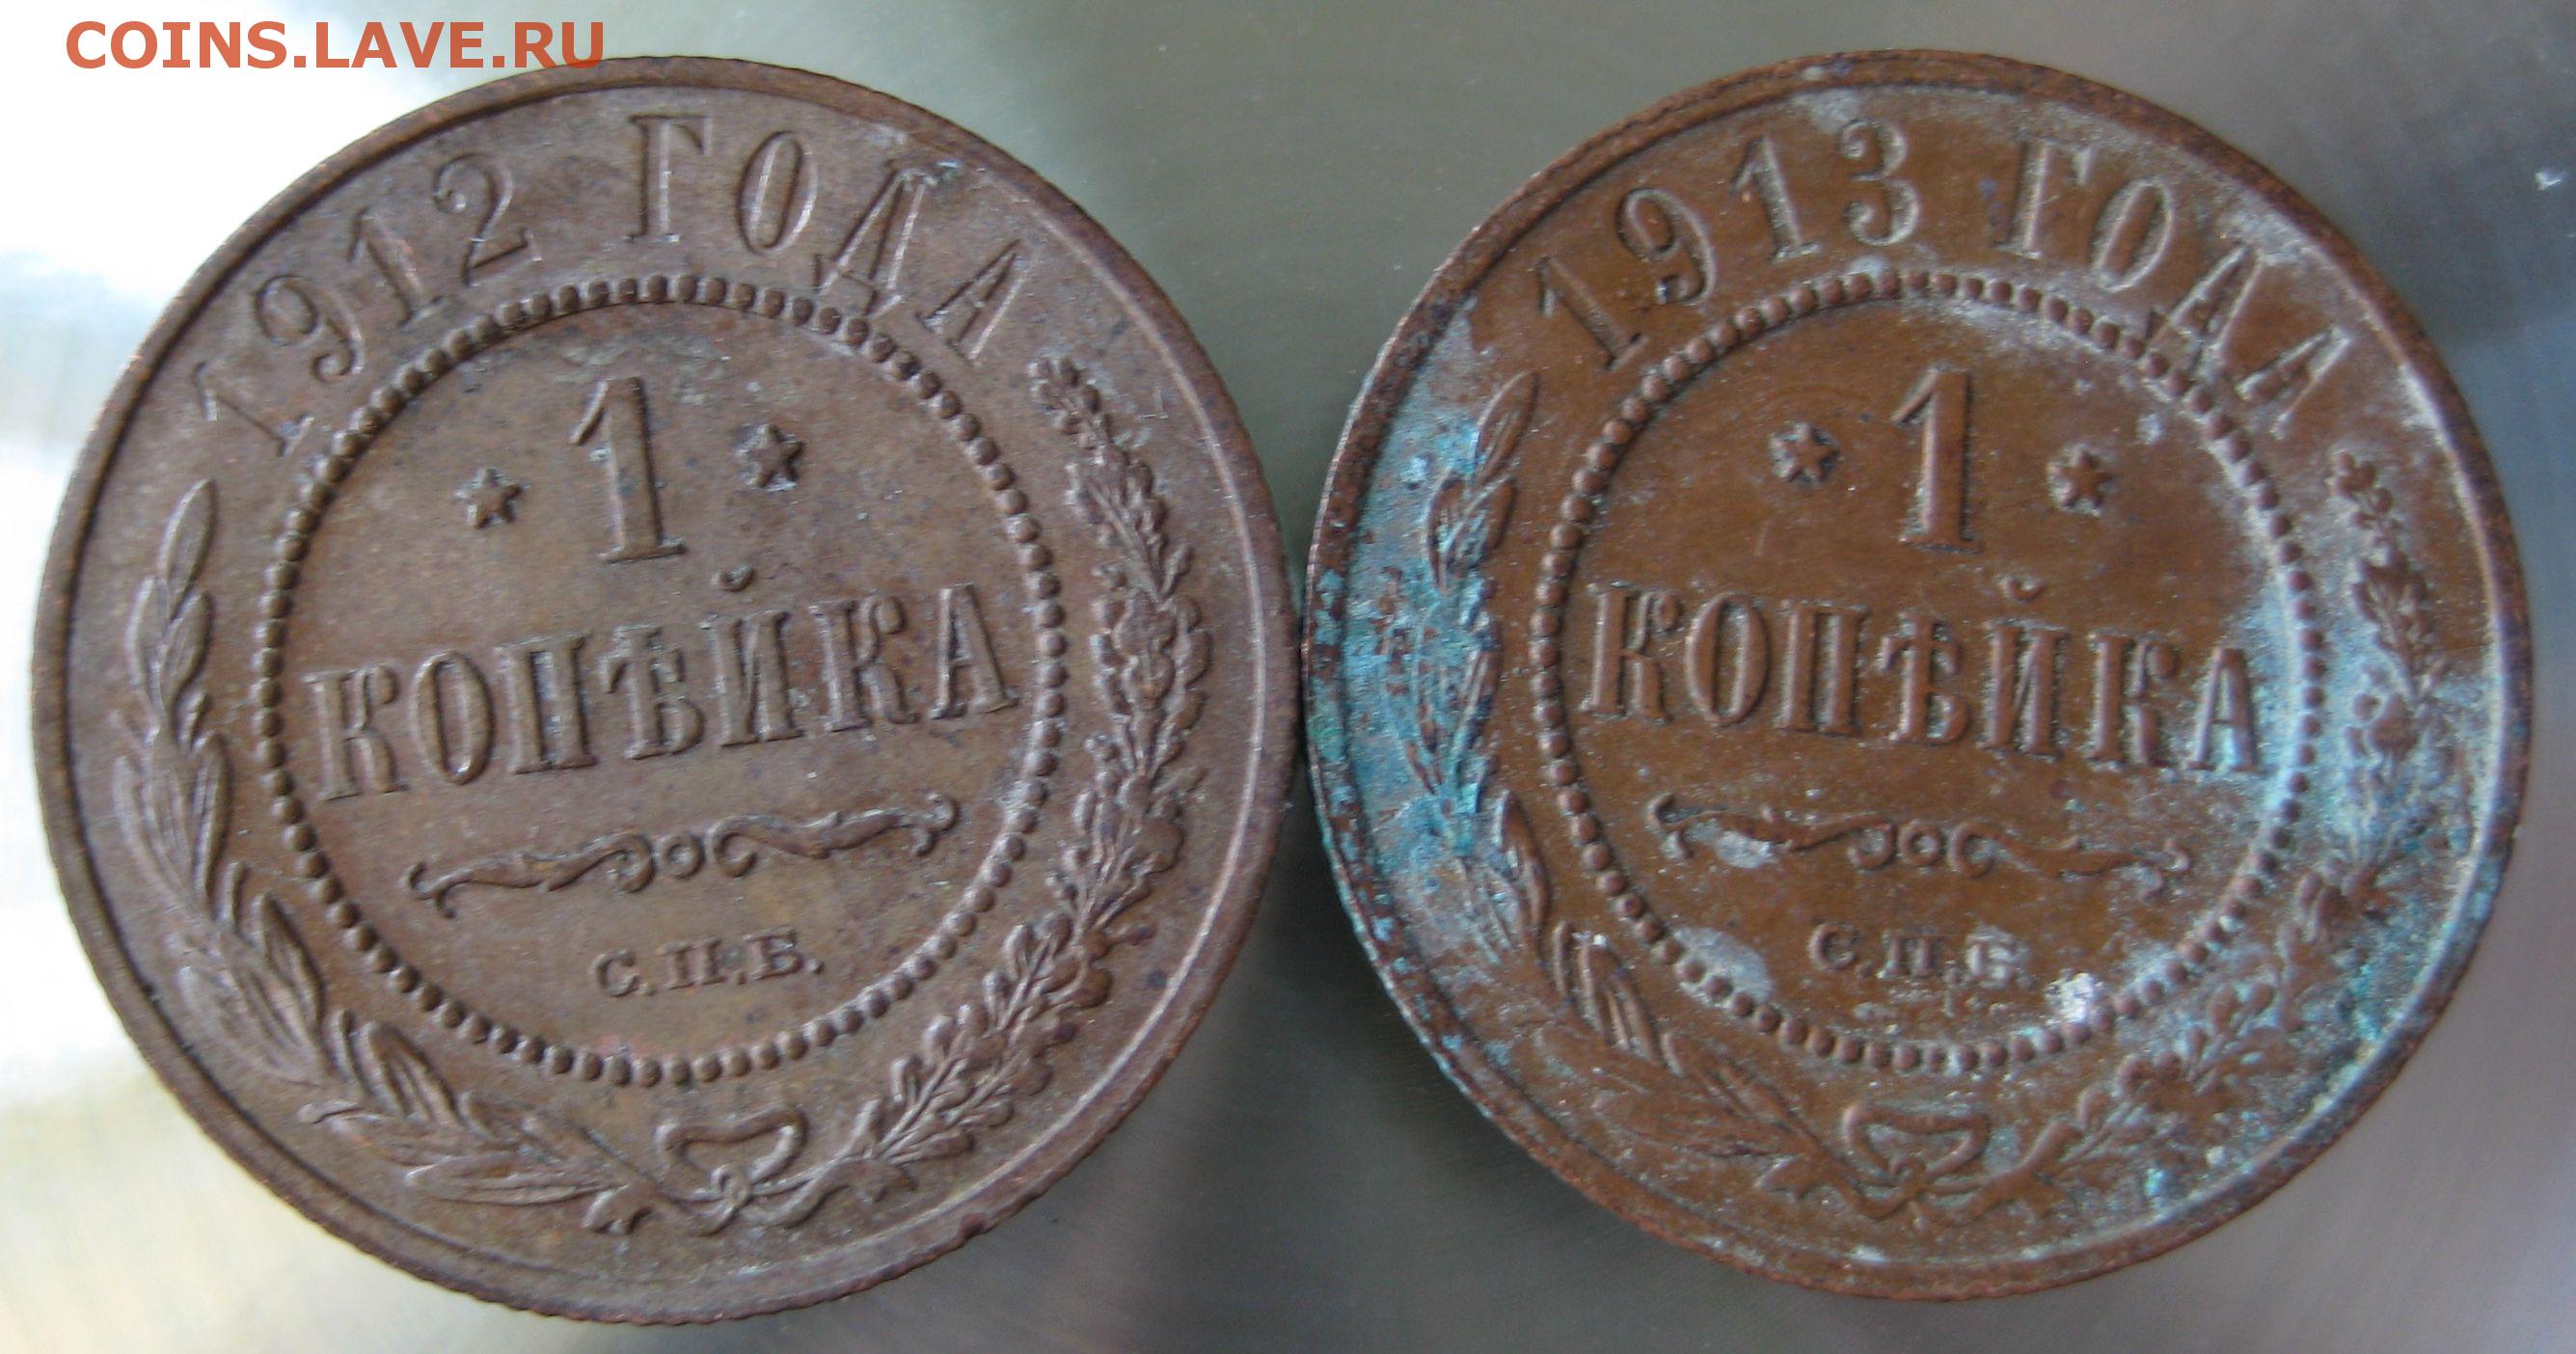 COINS.LAVE.RU
1912 ГОДА
1
КОПѢЙКА
С.П.Б.
1913 ГОДА
1
КОПѢЙКА
С.П.Б.